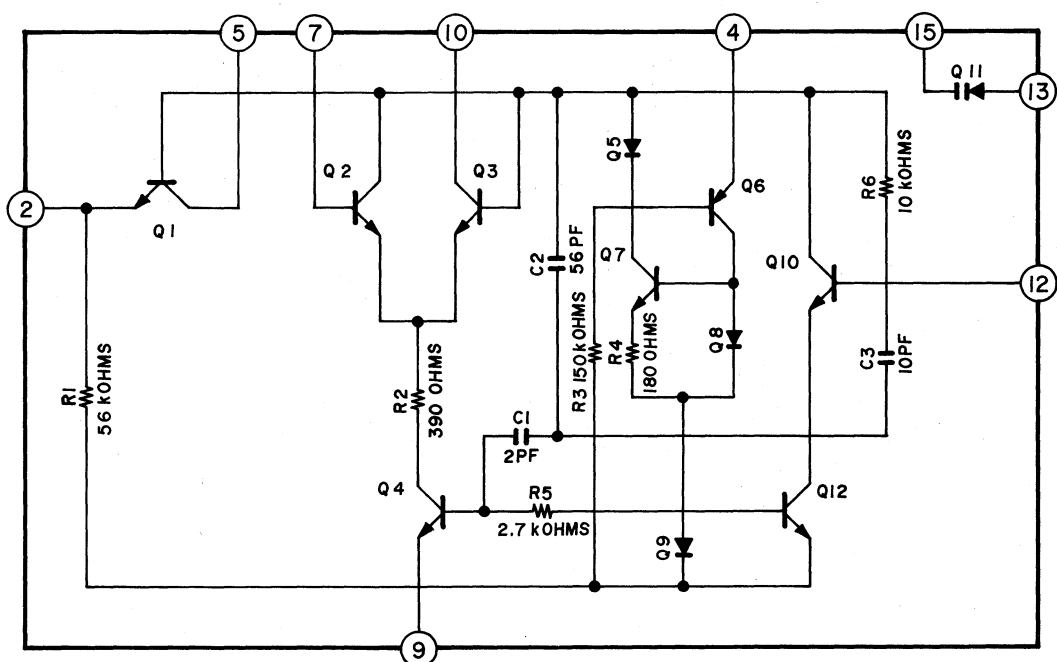 5
7
10
4
15
Q11
13
Q5
Q2
Q3
Q6
R6
10 kOHMS
2
Q1
C2
56 PF
Q7
Q10
12
R1
56 kOHMS
R2
390 OHMS
R3 150 kOHMS
R4
180 OHMS
Q8
C3
10PF
C1
2PF
Q4
R5
2.7 kOHMS
Q12
Q9
9